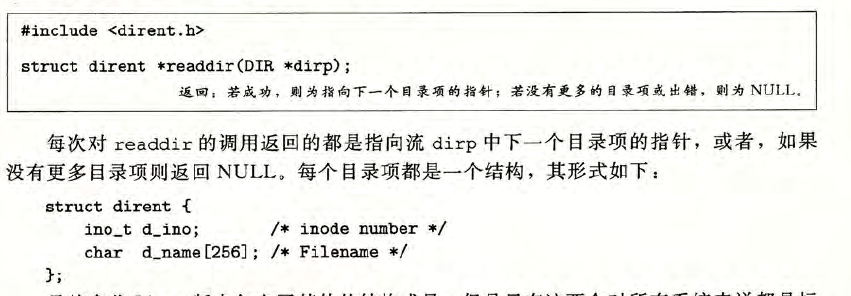 #include <dirent.h>
struct dirent *readdir(DIR *dirp);
返回：若成功，则为指向下一个目录项的指针；若没有更多的目录项或出错，则为 NULL。
每次对 readdir 的调用返回的都是指向流 dirp 中下一个目录项的指针，或者，如果
没有更多目录项则返回 NULL。每个目录项都是一个结构，其形式如下：
struct dirent {
ino_t d_ino; /* inode number */
char d_name[256]; /* Filename */
};